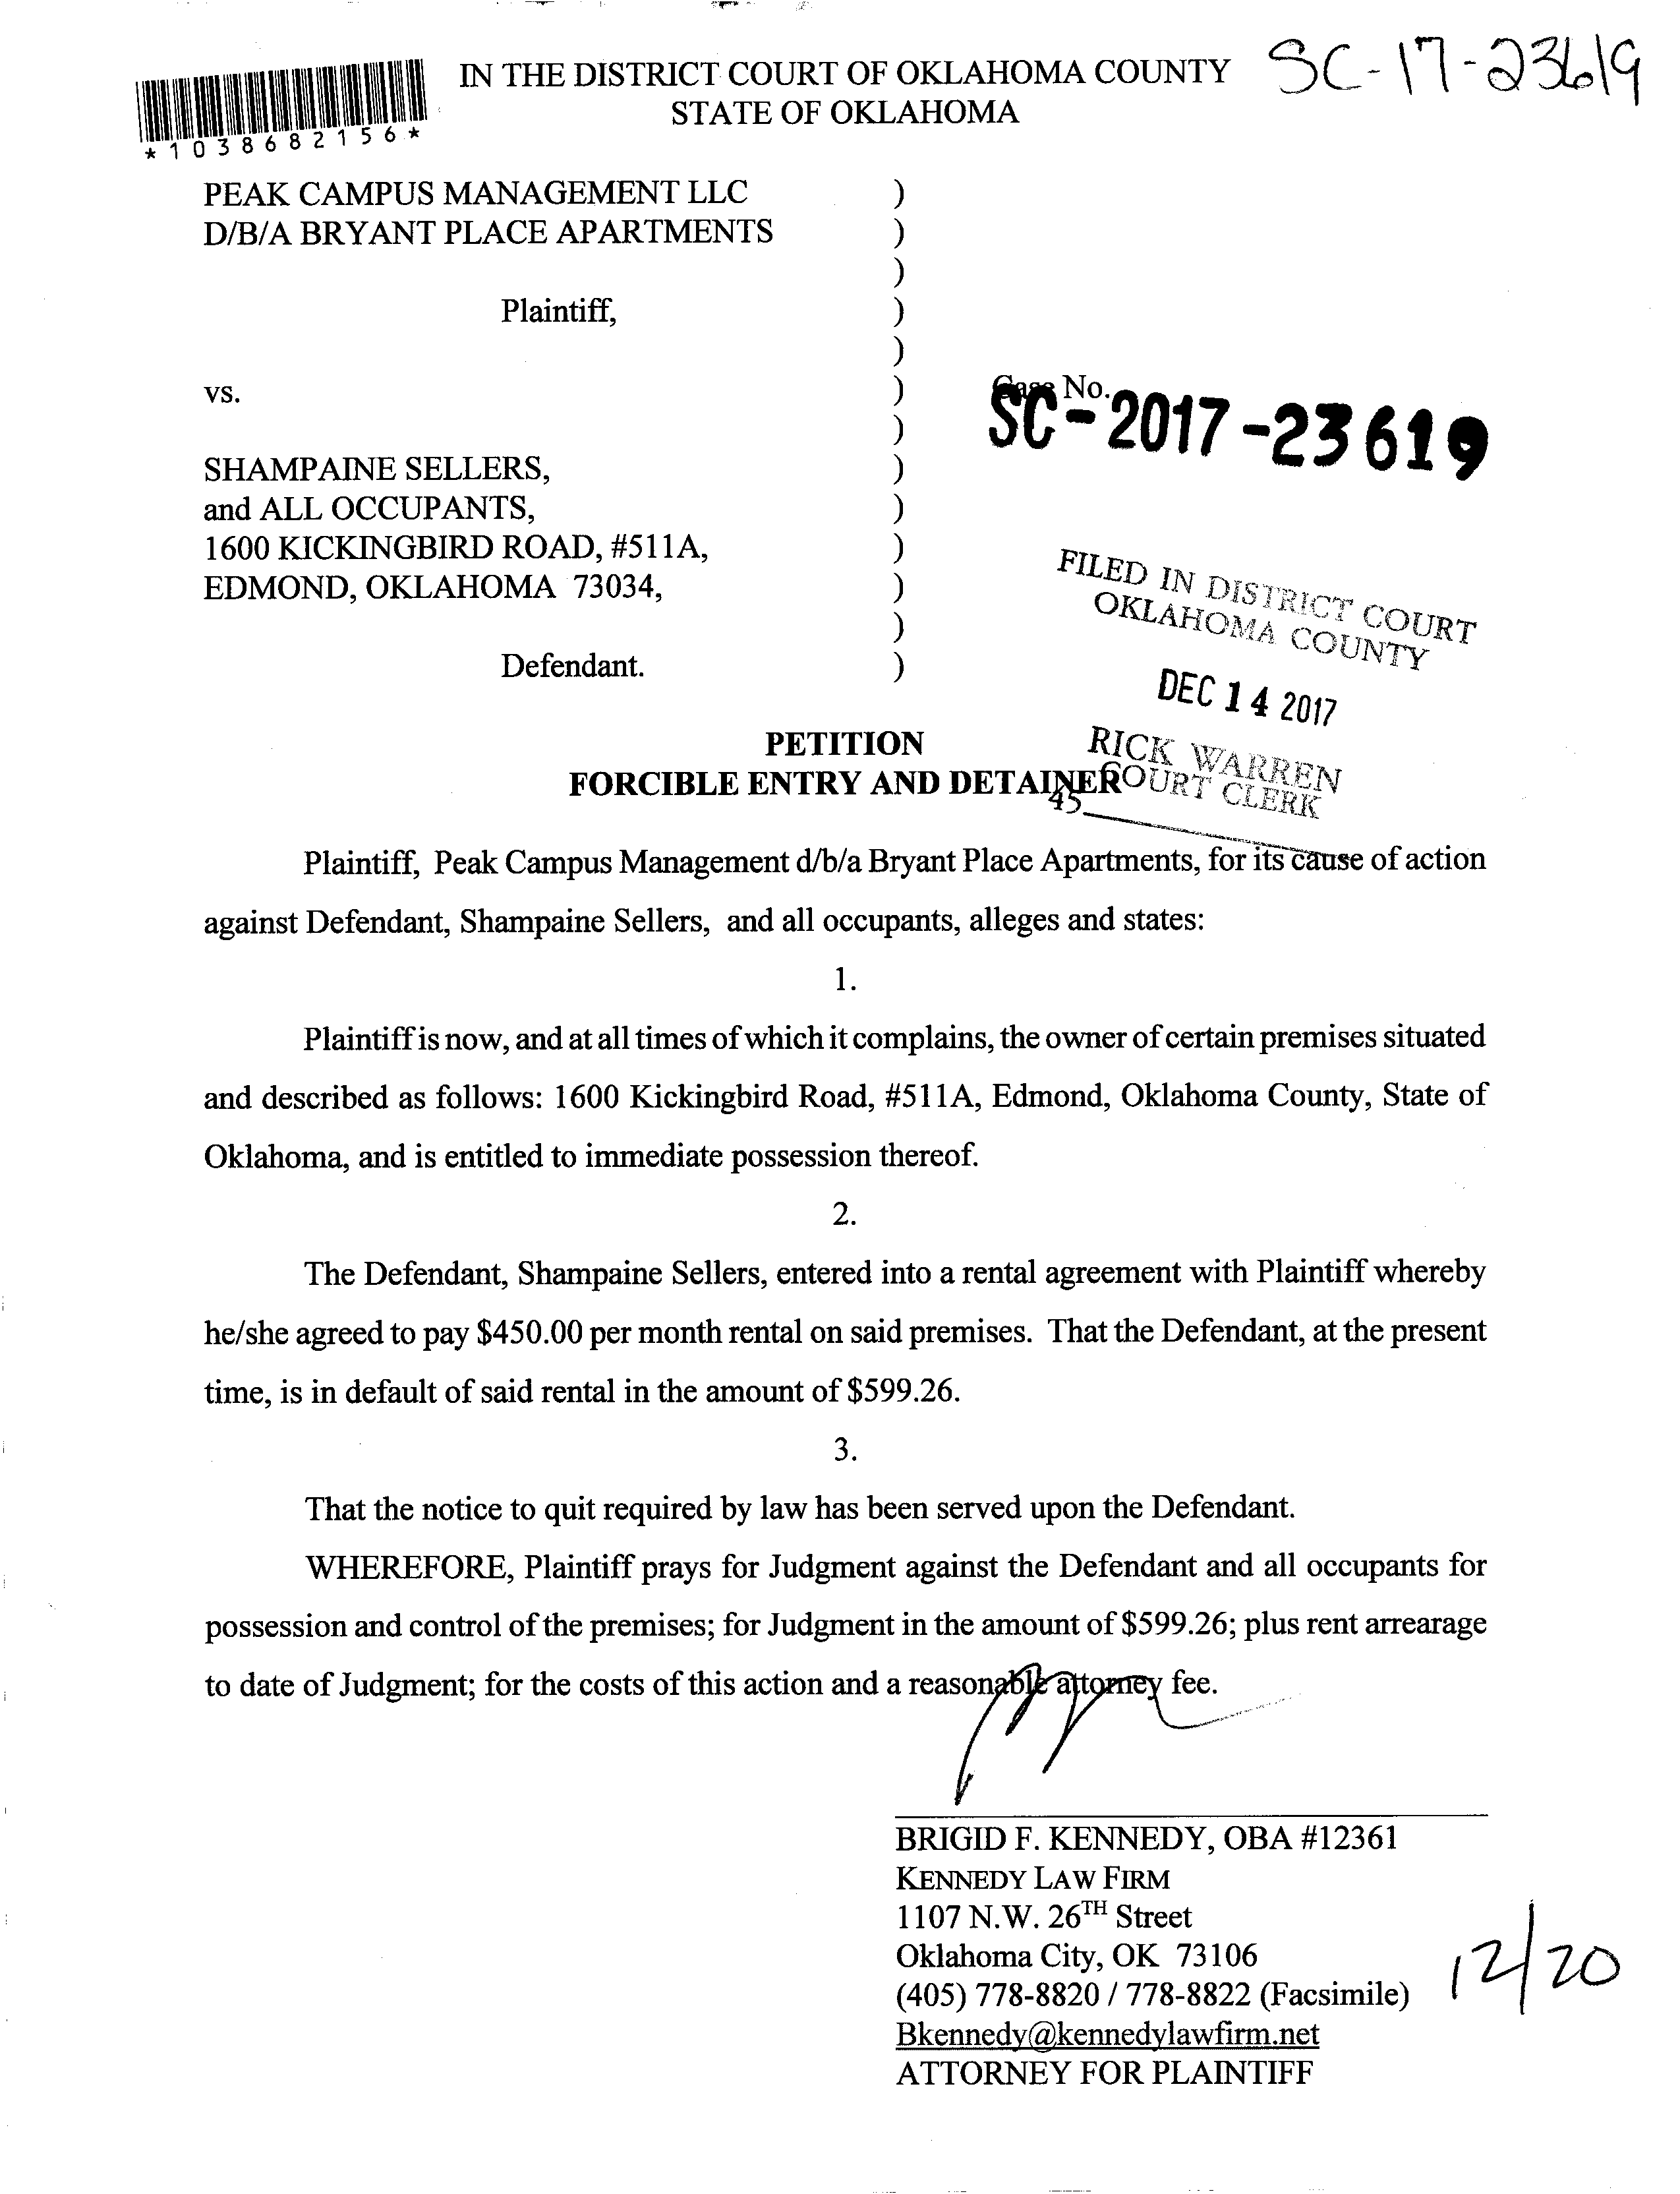 IN THE DISTRICT COURT OF OKLAHOMA COUNTY
STATE OF OKLAHOMA
SC-17-23619
*1038682156*
PEAK CAMPUS MANAGEMENT LLC )
D/B/A BRYANT PLACE APARTMENTS )
)
Plaintiff, )
)
vs. )
)
Case No.
SC-2017-23619
SHAMPAINE SELLERS, )
and ALL OCCUPANTS, )
1600 KICKINGBIRD ROAD, #511A, )
EDMOND, OKLAHOMA 73034, )
)
Defendant. )
FILED IN DISTRICT COURT
OKLAHOMA COUNTY
DEC 14 2017
RICK WARREN
COURT CLERK
45
PETITION
FORCIBLE ENTRY AND DETAINER
Plaintiff, Peak Campus Management d/b/a Bryant Place Apartments, for its cause of action
against Defendant, Shampaine Sellers, and all occupants, alleges and states:
1.
Plaintiff is now, and at all times of which it complains, the owner of certain premises situated
and described as follows: 1600 Kickingbird Road, #511A, Edmond, Oklahoma County, State of
Oklahoma, and is entitled to immediate possession thereof.
2.
The Defendant, Shampaine Sellers, entered into a rental agreement with Plaintiff whereby
he/she agreed to pay $450.00 per month rental on said premises. That the Defendant, at the present
time, is in default of said rental in the amount of $599.26.
3.
That the notice to quit required by law has been served upon the Defendant.
WHEREFORE, Plaintiff prays for Judgment against the Defendant and all occupants for
possession and control of the premises; for Judgment in the amount of $599.26; plus rent arrearage
to date of Judgment; for the costs of this action and a reasonable attorney fee.
BRIGID F. KENNEDY, OBA #12361
KENNEDY LAW FIRM
1107 N.W. 26TH Street
Oklahoma City, OK 73106
(405) 778-8820 / 778-8822 (Facsimile)
Bkennedy@kennedylawfirm.net
ATTORNEY FOR PLAINTIFF
12/20